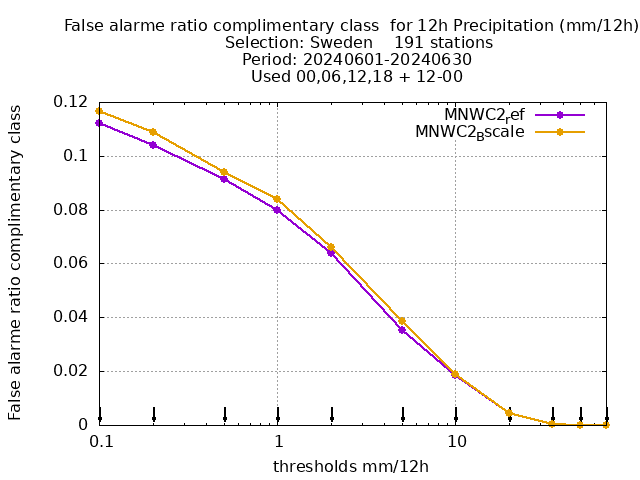 False alarme ratio complimentary class  for 12h Precipitation (mm/12h)
Selection: Sweden    191 stations
Period: 20240601-20240630
Used 00,06,12,18 + 12-00
False alarme ratio complimentary class
0.12
0.1
0.08
0.06
0.04
0.02
0
MNWC2ref
MNWC2Bscale
0.1 1 10
thresholds mm/12h